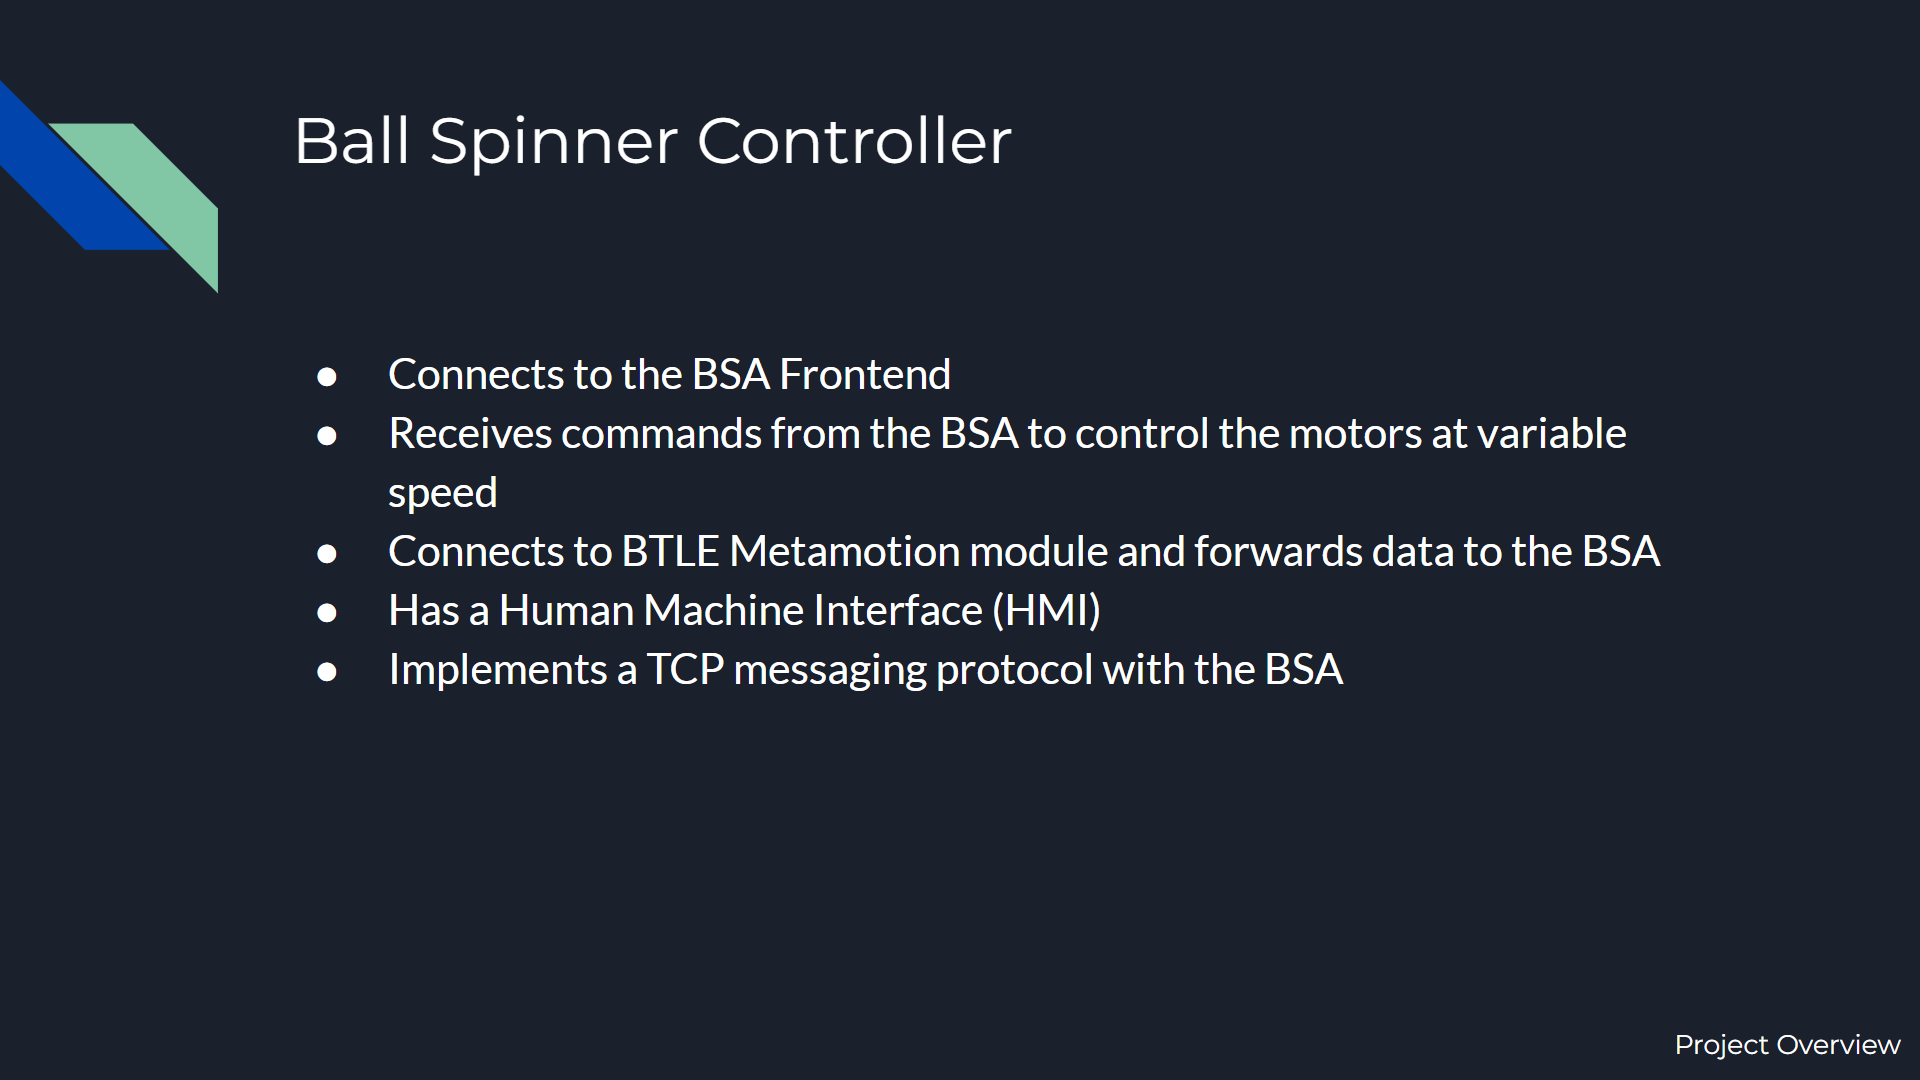 Ball Spinner Controller
● Connects to the BSA Frontend
● Receives commands from the BSA to control the motors at variable
speed
● Connects to BTLE Metamotion module and forwards data to the BSA
● Has a Human Machine Interface (HMI)
● Implements a TCP messaging protocol with the BSA
Project Overview